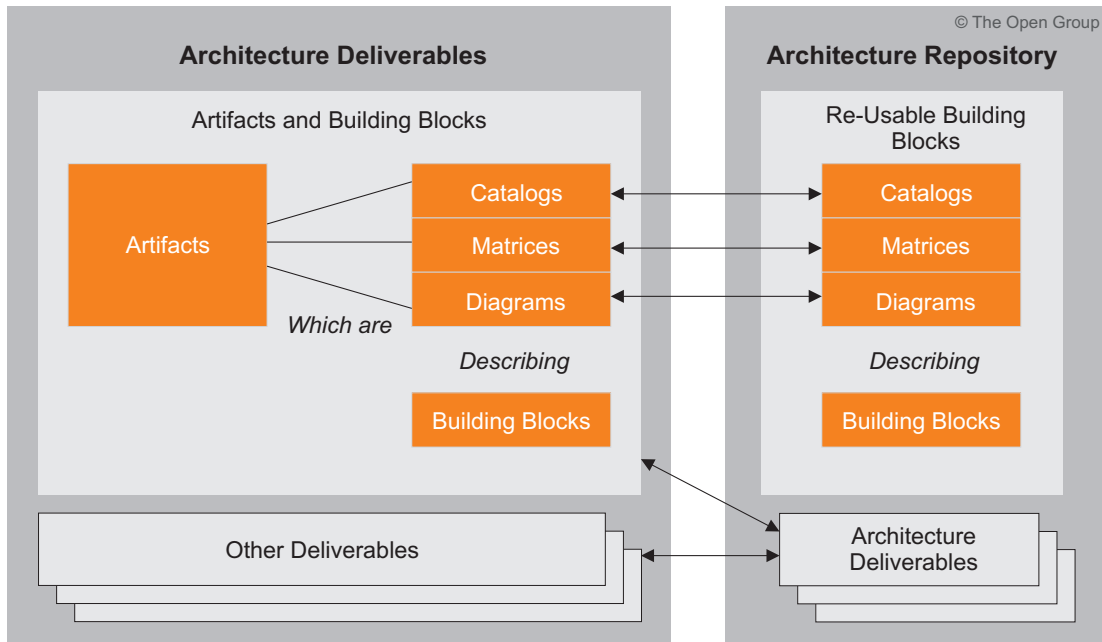 © The Open Group
Architecture Deliverables
Artifacts and Building Blocks
Artifacts
Catalogs
Matrices
Diagrams
Which are
Describing
Building Blocks
Other Deliverables
Architecture Repository
Re-Usable Building
Blocks
Catalogs
Matrices
Diagrams
Describing
Building Blocks
Architecture
Deliverables